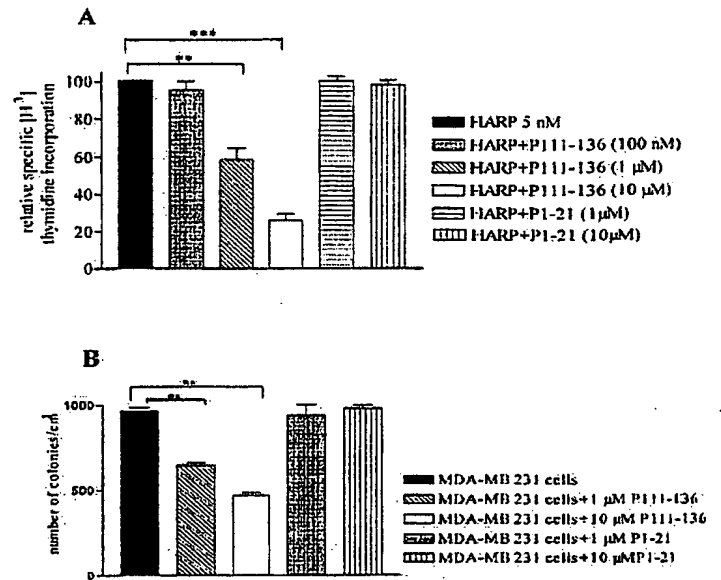 A
***
**
relative specific [H³]
thymidine incorporation
100
80
60
40
20
0
HARP 5 nM
HARP+P111-136 (100 nM)
HARP+P111-136 (1 µM)
HARP+P111-136 (10 µM)
HARP+P1-21 (1µM)
HARP+P1-21 (10µM)
B
**
**
number of colonies/cm
1000
500
0
MDA-MB 231 cells
MDA-MB 231 cells+1 µM P111-136
MDA-MB 231 cells+10 µM P111-136
MDA-MB 231 cells+1 µM P1-21
MDA-MB 231 cells+10 µMP1-21